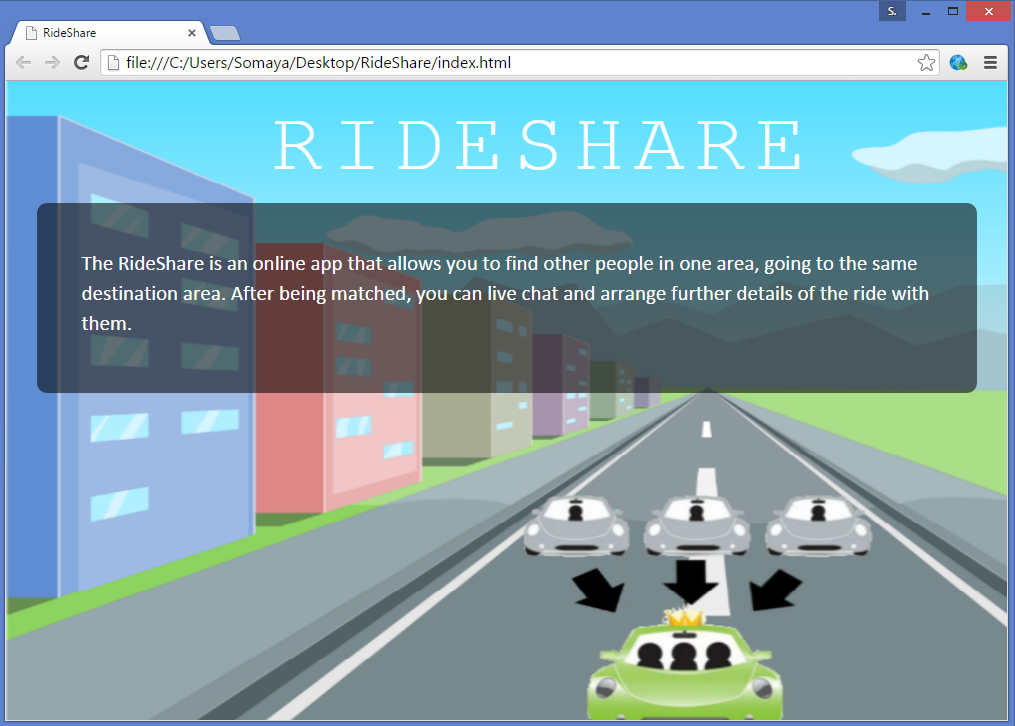 S.
RideShare
file:///C:/Users/Somaya/Desktop/RideShare/index.html
RIDESHARE
The RideShare is an online app that allows you to find other people in one area, going to the same
destination area. After being matched, you can live chat and arrange further details of the ride with
them.